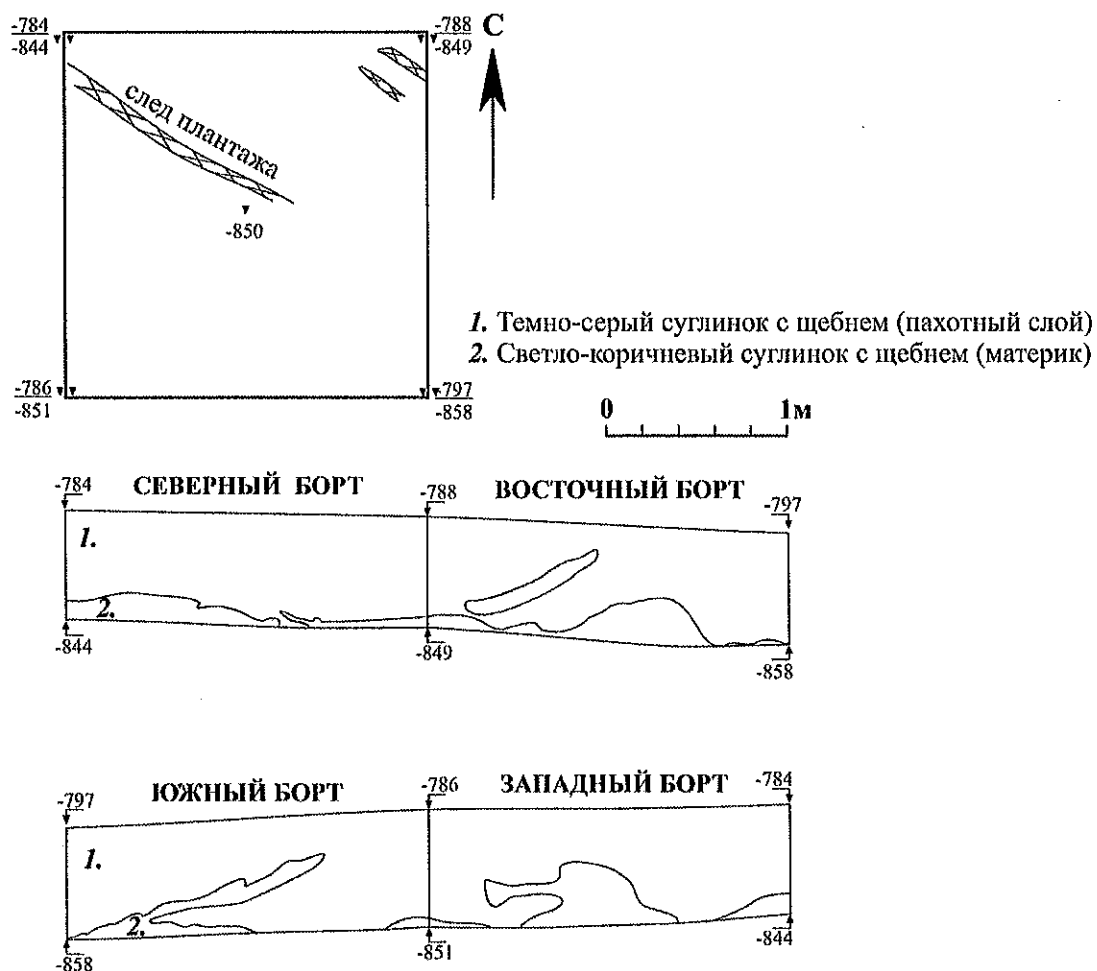 -784
-844
-788
-849
С
след плантажа
-850
-786
-851
-797
-858
1. Темно-серый суглинок с щебнем (пахотный слой)
2. Светло-коричневый суглинок с щебнем (материк)
0 1м
-784 СЕВЕРНЫЙ БОРТ -788 ВОСТОЧНЫЙ БОРТ -797
1.
2.
-844 -849 -858
-797 ЮЖНЫЙ БОРТ -786 ЗАПАДНЫЙ БОРТ -784
1.
2.
-858 -851 -844